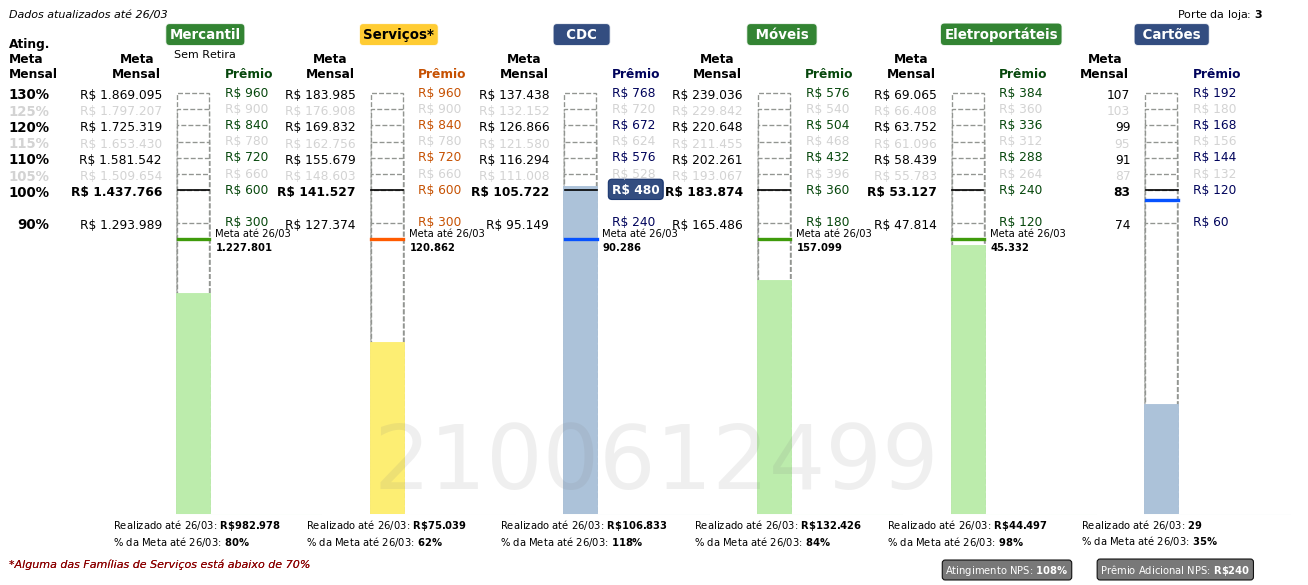 Dados atualizados até 26/03
Porte da loja: 3
Mercantil Serviços* CDC Móveis Eletroportáteis Cartões
Sem Retira
Ating. Meta Mensal
Meta Mensal Prêmio Meta Mensal Prêmio Meta Mensal Prêmio Meta Mensal Prêmio Meta Mensal Prêmio Meta Mensal Prêmio
130% R$ 1.869.095 R$ 960 R$ 183.985 R$ 960 R$ 137.438 R$ 768 R$ 239.036 R$ 576 R$ 69.065 R$ 384 107 R$ 192
125% R$ 1.797.207 R$ 900 R$ 176.908 R$ 900 R$ 132.152 R$ 720 R$ 229.842 R$ 540 R$ 66.408 R$ 360 103 R$ 180
120% R$ 1.725.319 R$ 840 R$ 169.832 R$ 840 R$ 126.866 R$ 672 R$ 220.648 R$ 504 R$ 63.752 R$ 336 99 R$ 168
115% R$ 1.653.430 R$ 780 R$ 162.756 R$ 780 R$ 121.580 R$ 624 R$ 211.455 R$ 468 R$ 61.096 R$ 312 95 R$ 156
110% R$ 1.581.542 R$ 720 R$ 155.679 R$ 720 R$ 116.294 R$ 576 R$ 202.261 R$ 432 R$ 58.439 R$ 288 91 R$ 144
105% R$ 1.509.654 R$ 660 R$ 148.603 R$ 660 R$ 111.008 R$ 528 R$ 193.067 R$ 396 R$ 55.783 R$ 264 87 R$ 132
100% R$ 1.437.766 R$ 600 R$ 141.527 R$ 600 R$ 105.722 R$ 480 R$ 183.874 R$ 360 R$ 53.127 R$ 240 83 R$ 120
90% R$ 1.293.989 R$ 300 R$ 127.374 R$ 300 R$ 95.149 R$ 240 R$ 165.486 R$ 180 R$ 47.814 R$ 120 74 R$ 60
Meta até 26/03 Meta até 26/03 Meta até 26/03 Meta até 26/03 Meta até 26/03
1.227.801 120.862 90.286 157.099 45.332
2100612499
Realizado até 26/03: R$982.978 Realizado até 26/03: R$75.039 Realizado até 26/03: R$106.833 Realizado até 26/03: R$132.426 Realizado até 26/03: R$44.497 Realizado até 26/03: 29
% da Meta até 26/03: 80% % da Meta até 26/03: 62% % da Meta até 26/03: 118% % da Meta até 26/03: 84% % da Meta até 26/03: 98% % da Meta até 26/03: 35%
*Alguma das Famílias de Serviços está abaixo de 70%
Atingimento NPS: 108% Prêmio Adicional NPS: R$240